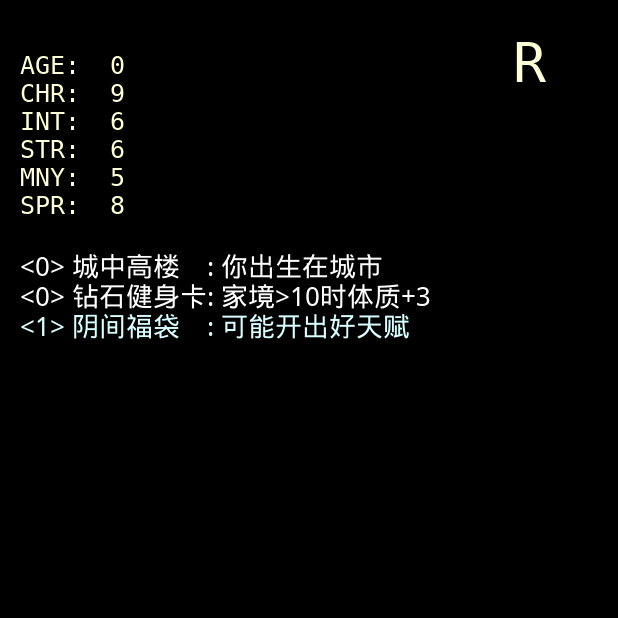 R
AGE: 0
CHR: 9
INT: 6
STR: 6
MNY: 5
SPR: 8
<0> 城中高楼 : 你出生在城市
<0> 钻石健身卡: 家境>10时体质+3
<1> 阴间福袋 : 可能开出好天赋